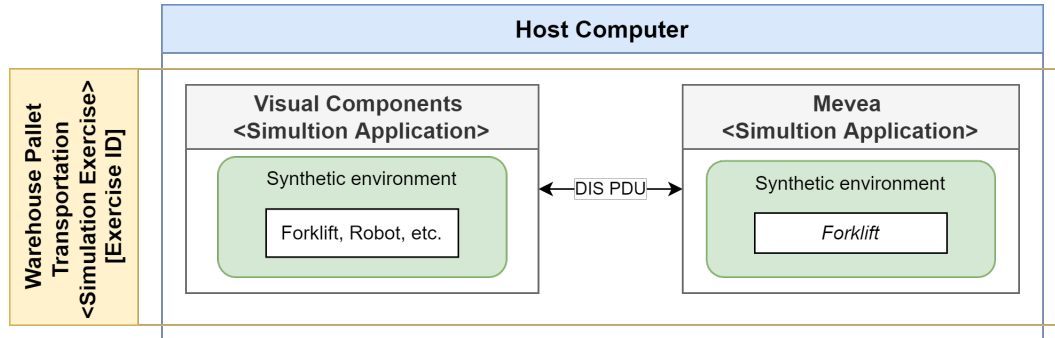 Host Computer
Warehouse Pallet
Transportation
<Simulation Exercise>
[Exercise ID]
Visual Components
<Simultion Application>
Synthetic environment
Forklift, Robot, etc.
DIS PDU
Mevea
<Simultion Application>
Synthetic environment
Forklift